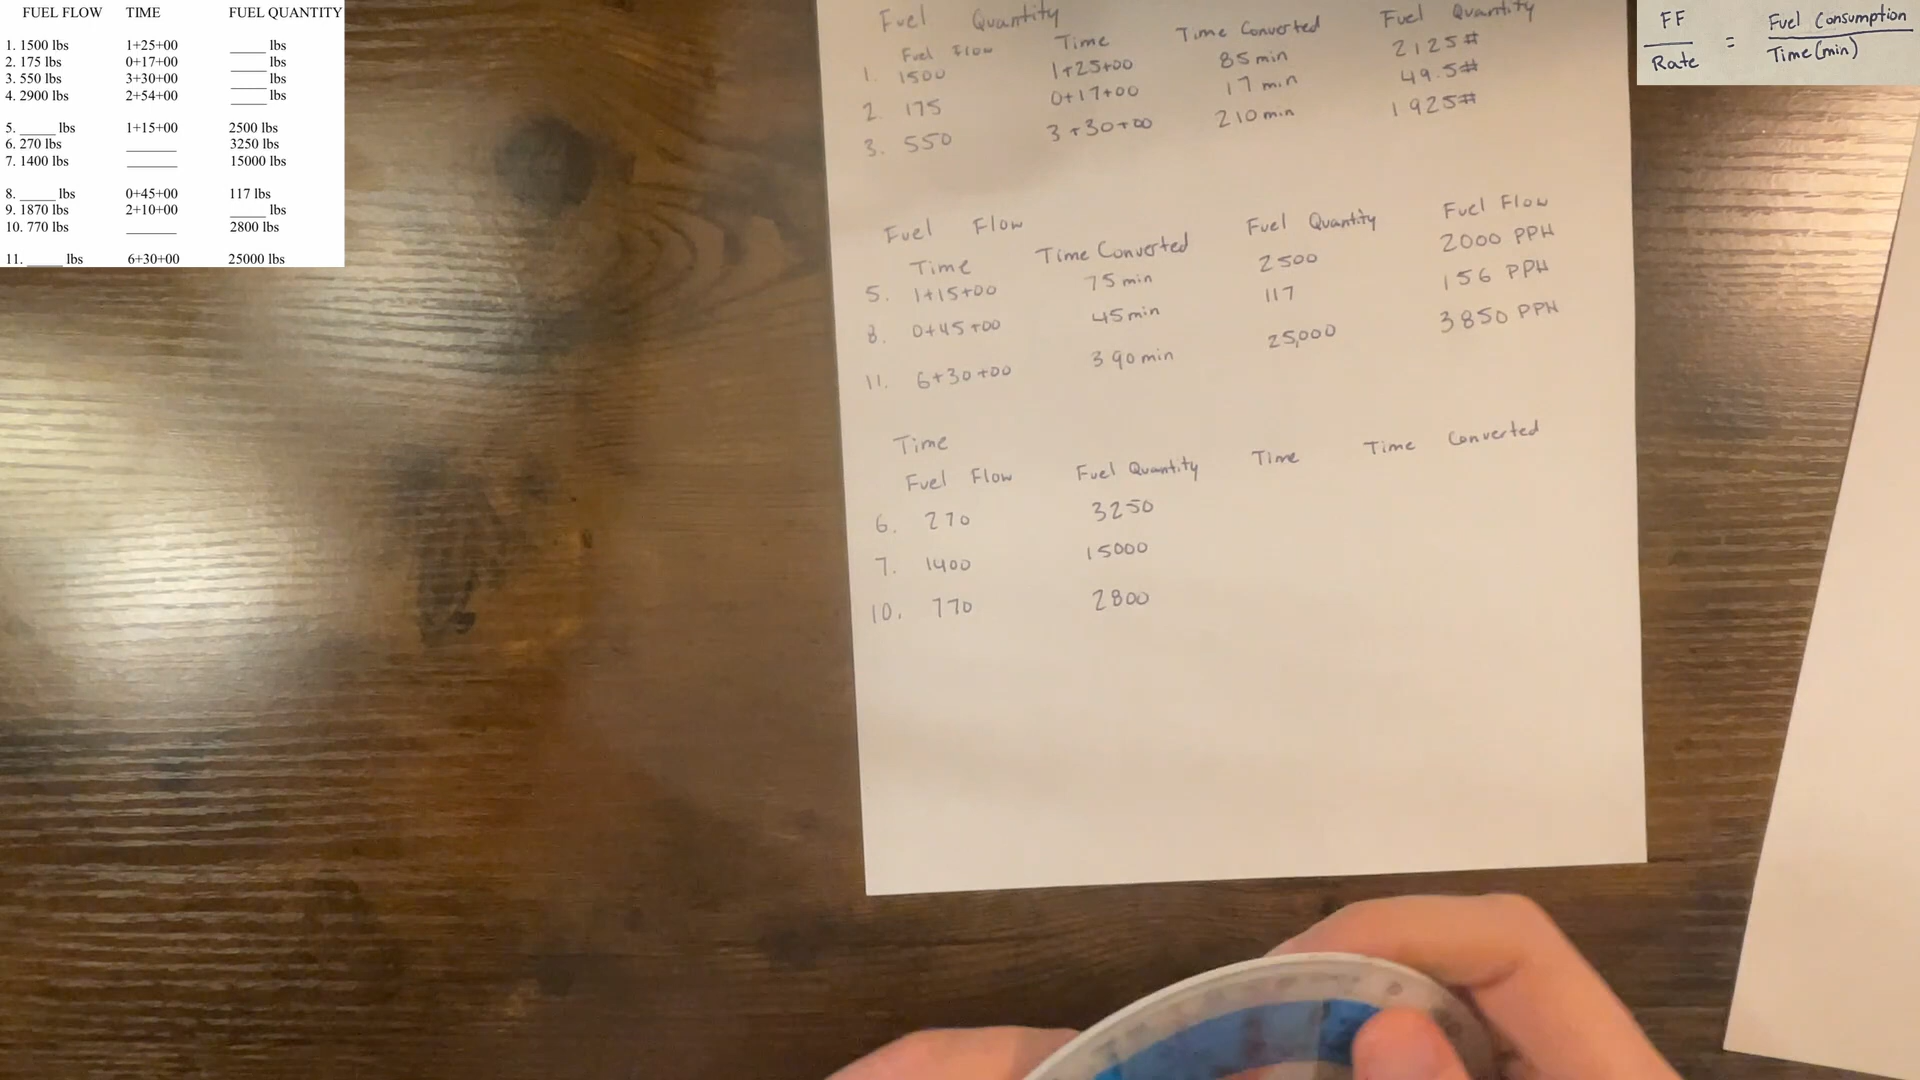 FUEL FLOW TIME FUEL QUANTITY
1. 1500 lbs 1+25+00 _____ lbs
2. 175 lbs 0+17+00 _____ lbs
3. 550 lbs 3+30+00 _____ lbs
4. 2900 lbs 2+54+00 _____ lbs
5. _____ lbs 1+15+00 2500 lbs
6. 270 lbs _______ 3250 lbs
7. 1400 lbs _______ 15000 lbs
8. _____ lbs 0+45+00 117 lbs
9. 1870 lbs 2+10+00 _____ lbs
10. 770 lbs _______ 2800 lbs
11. _____ lbs 6+30+00 25000 lbs
Fuel Quantity
Fuel Flow Time Time Converted Fuel Quantity
1. 1500 1+25+00 85 min 2125#
2. 175 0+17+00 17 min 49.5#
3. 550 3+30+00 210 min 1925#
Fuel Flow
Time Time Converted Fuel Quantity Fuel Flow
5. 1+15+00 75 min 2500 2000 PPH
8. 0+45+00 45 min 117 156 PPH
11. 6+30+00 390 min 25,000 3850 PPH
Time
Fuel Flow Fuel Quantity Time Time Converted
6. 270 3250
7. 1400 15000
10. 770 2800
FF = Fuel Consumption
Rate Time (min)